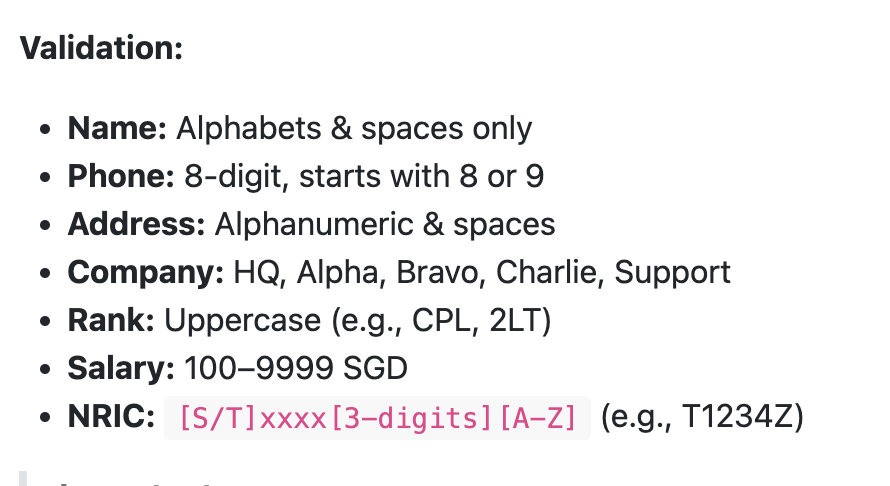 Validation:
• Name: Alphabets & spaces only
• Phone: 8-digit, starts with 8 or 9
• Address: Alphanumeric & spaces
• Company: HQ, Alpha, Bravo, Charlie, Support
• Rank: Uppercase (e.g., CPL, 2LT)
• Salary: 100–9999 SGD
• NRIC: [S/T]xxxx[3-digits][A-Z] (e.g., T1234Z)